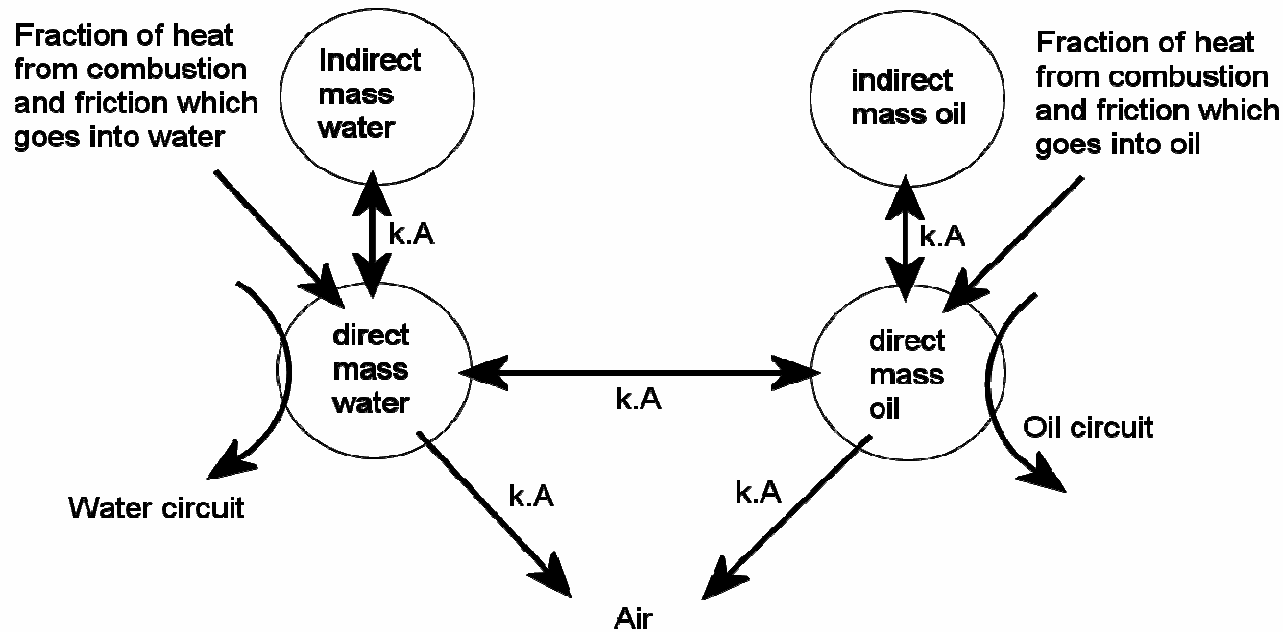 Fraction of heat
from combustion
and friction which
goes into water
Indirect
mass
water
indirect
mass oil
Fraction of heat
from combustion
and friction which
goes into oil
k.A
k.A
direct
mass
water
k.A
direct
mass
oil
Water circuit
k.A
k.A
Oil circuit
Air